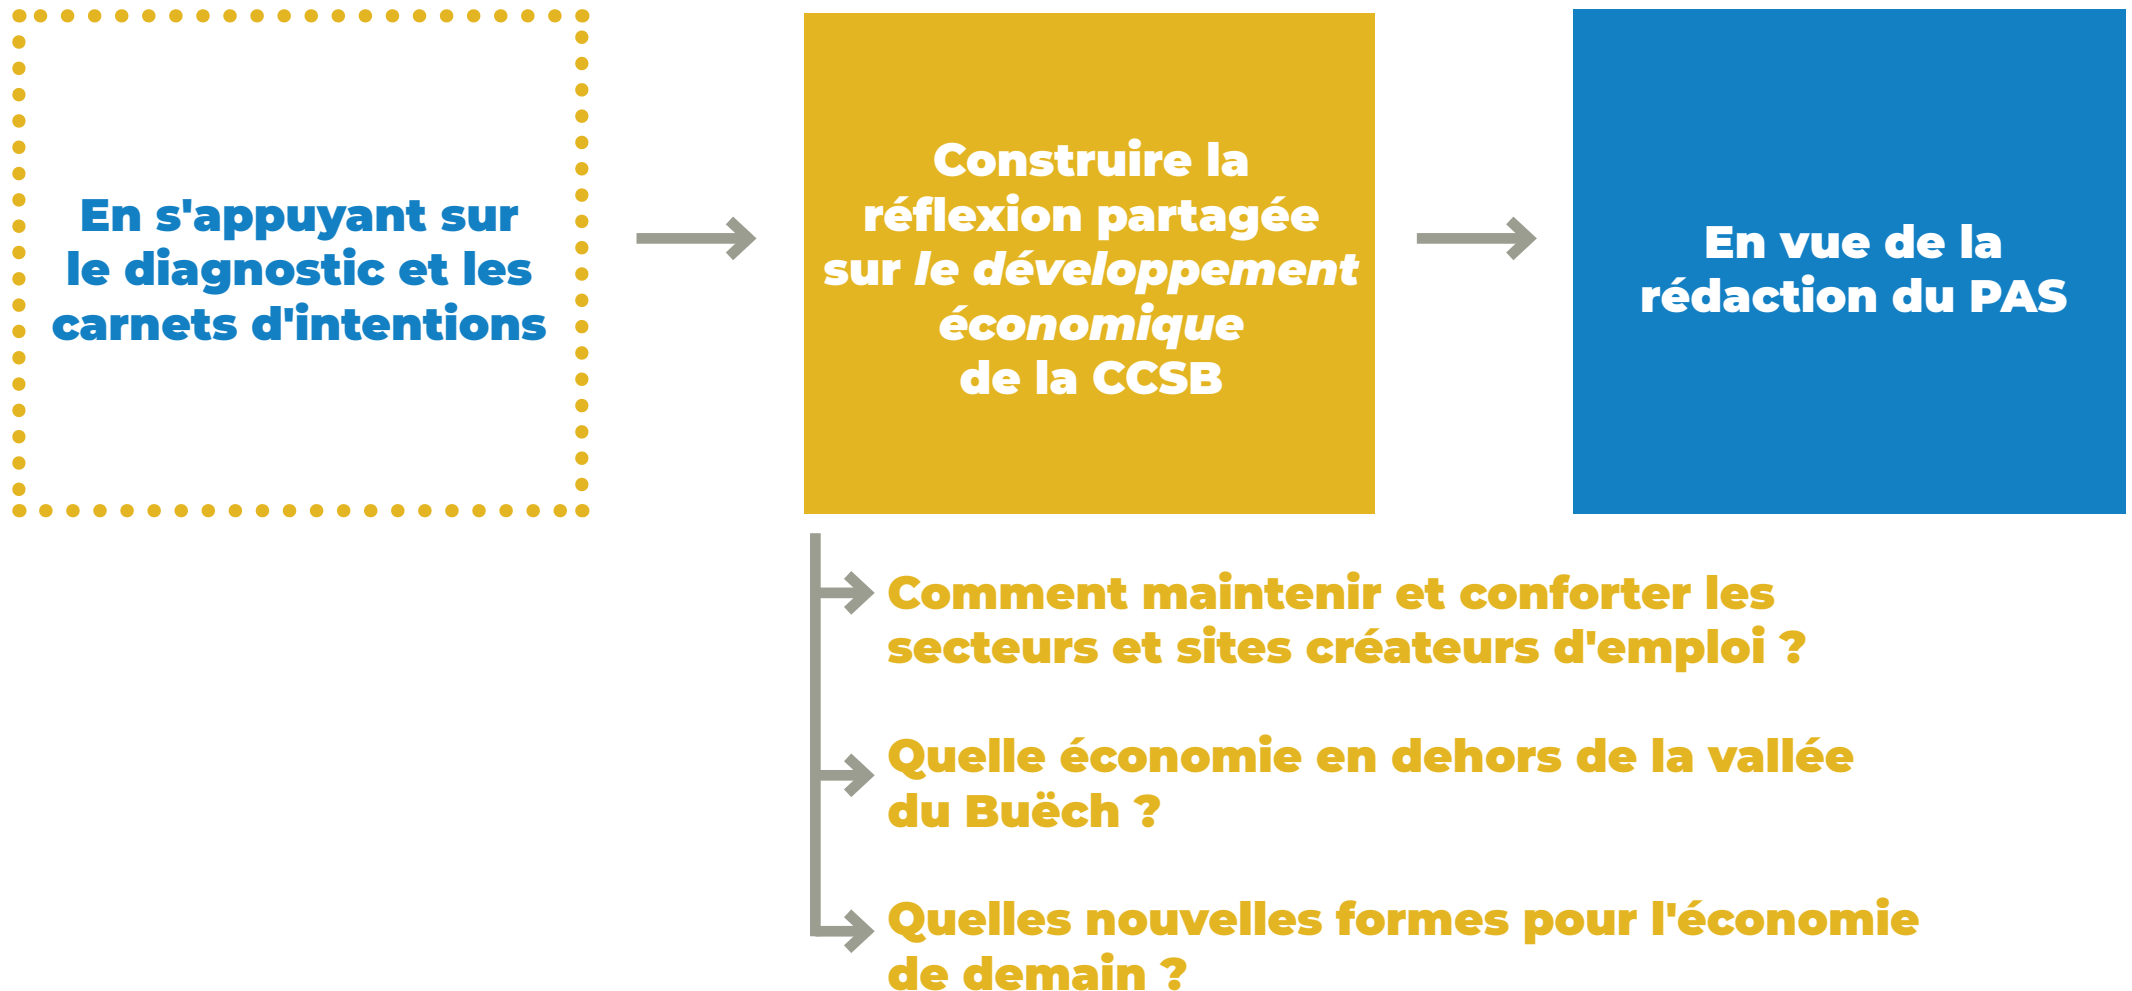 En s'appuyant sur
le diagnostic et les
carnets d'intentions
Construire la
réflexion partagée
sur le développement
économique
de la CCSB
En vue de la
rédaction du PAS
Comment maintenir et conforter les
secteurs et sites créateurs d'emploi ?
Quelle économie en dehors de la vallée
du Buëch ?
Quelles nouvelles formes pour l'économie
de demain ?